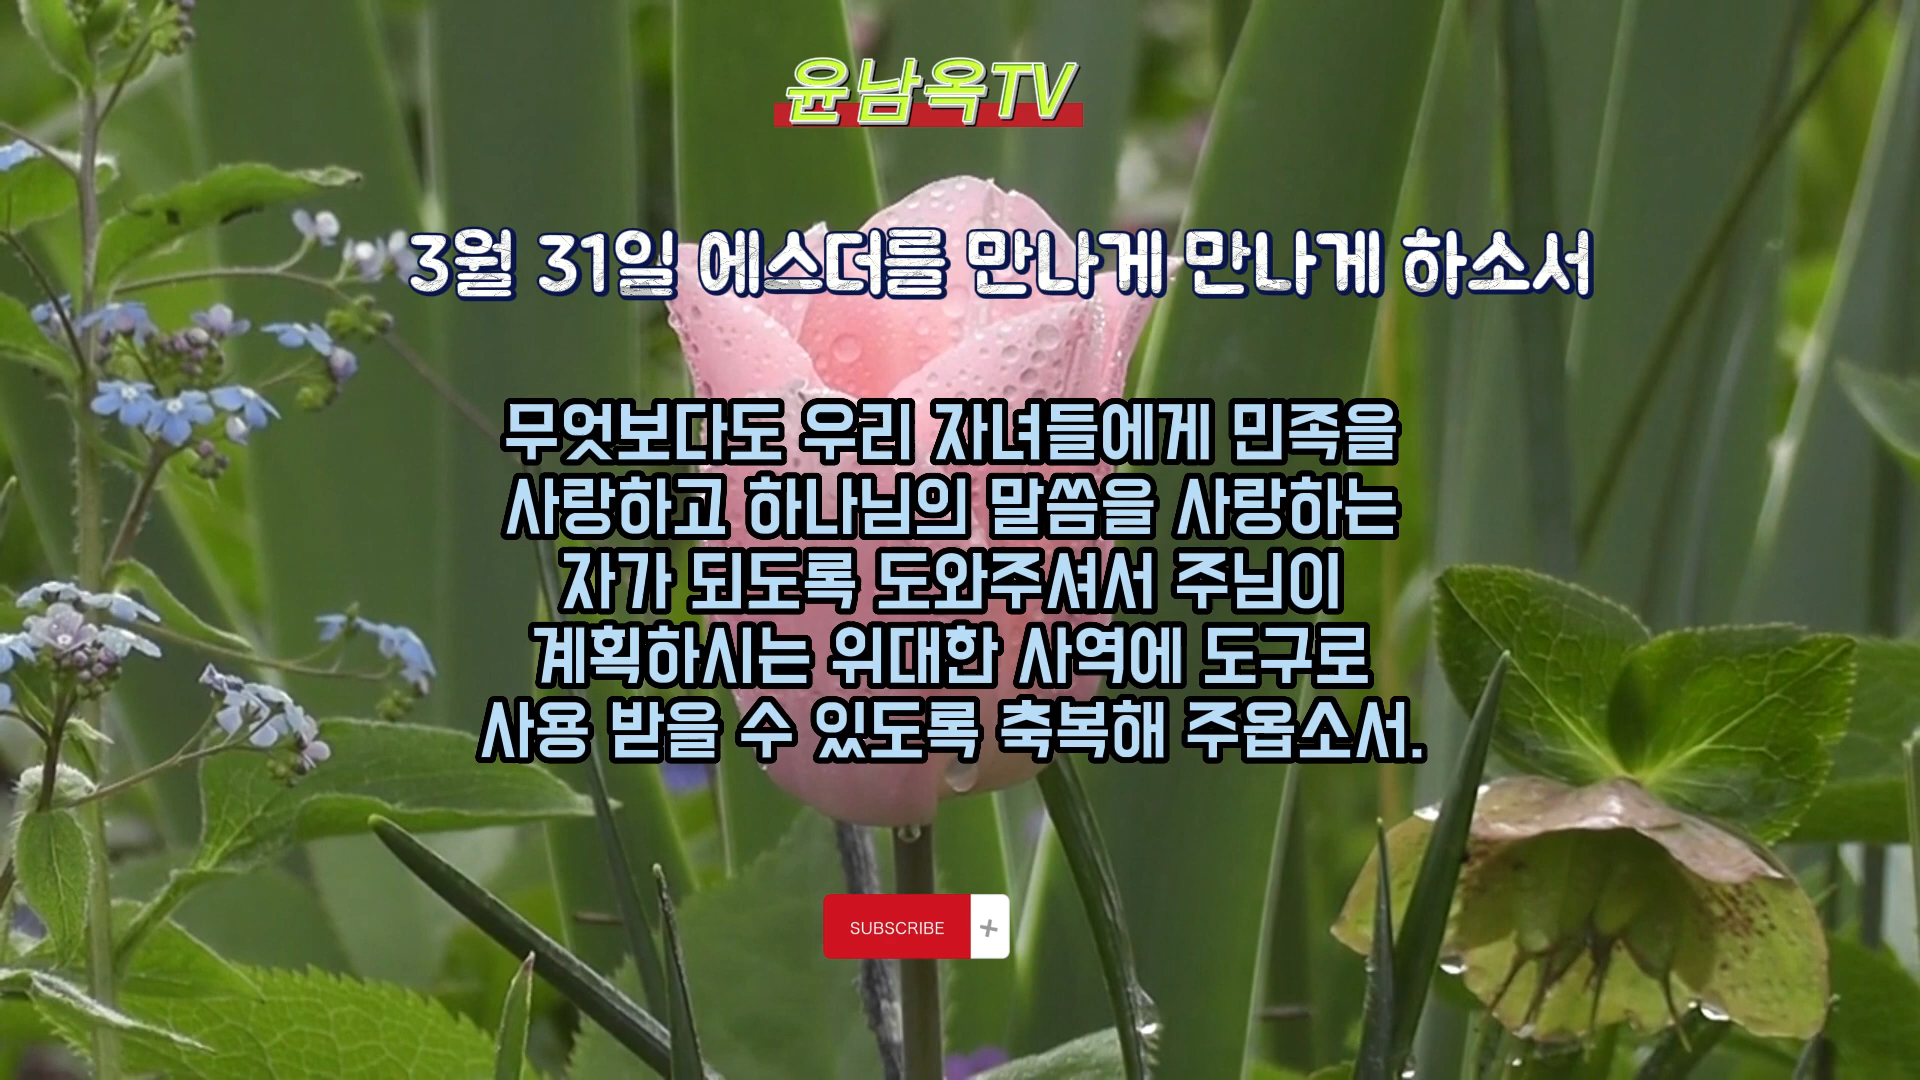 윤남옥TV
3월 31일 에스더를 만나게 만나게 하소서
무엇보다도 우리 자녀들에게 민족을
사랑하고 하나님의 말씀을 사랑하는
자가 되도록 도와주셔서 주님이
계획하시는 위대한 사역에 도구로
사용 받을 수 있도록 축복해 주옵소서.
SUBSCRIBE +